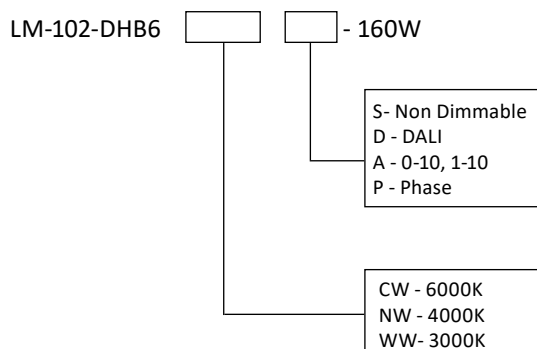 LM-102-DHB6 - 160W
S- Non Dimmable
D - DALI
A - 0-10, 1-10
P - Phase
CW - 6000K
NW - 4000K
WW- 3000K